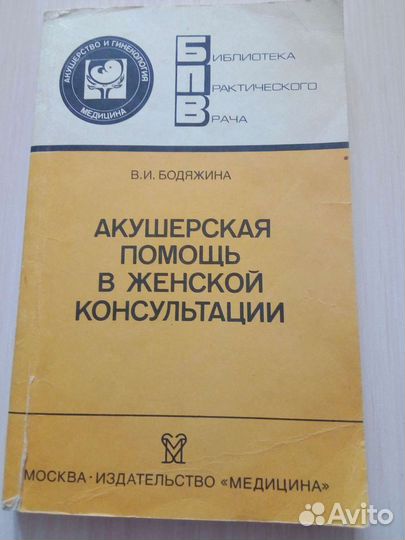 АКУШЕРСТВО И ГИНЕКОЛОГИЯ
МЕДИЦИНА
БИБЛИОТЕКА
ПРАКТИЧЕСКОГО
ВРАЧА
В.И. БОДЯЖИНА
АКУШЕРСКАЯ
ПОМОЩЬ
В ЖЕНСКОЙ
КОНСУЛЬТАЦИИ
МОСКВА · ИЗДАТЕЛЬСТВО «МЕДИЦИНА»
Avito